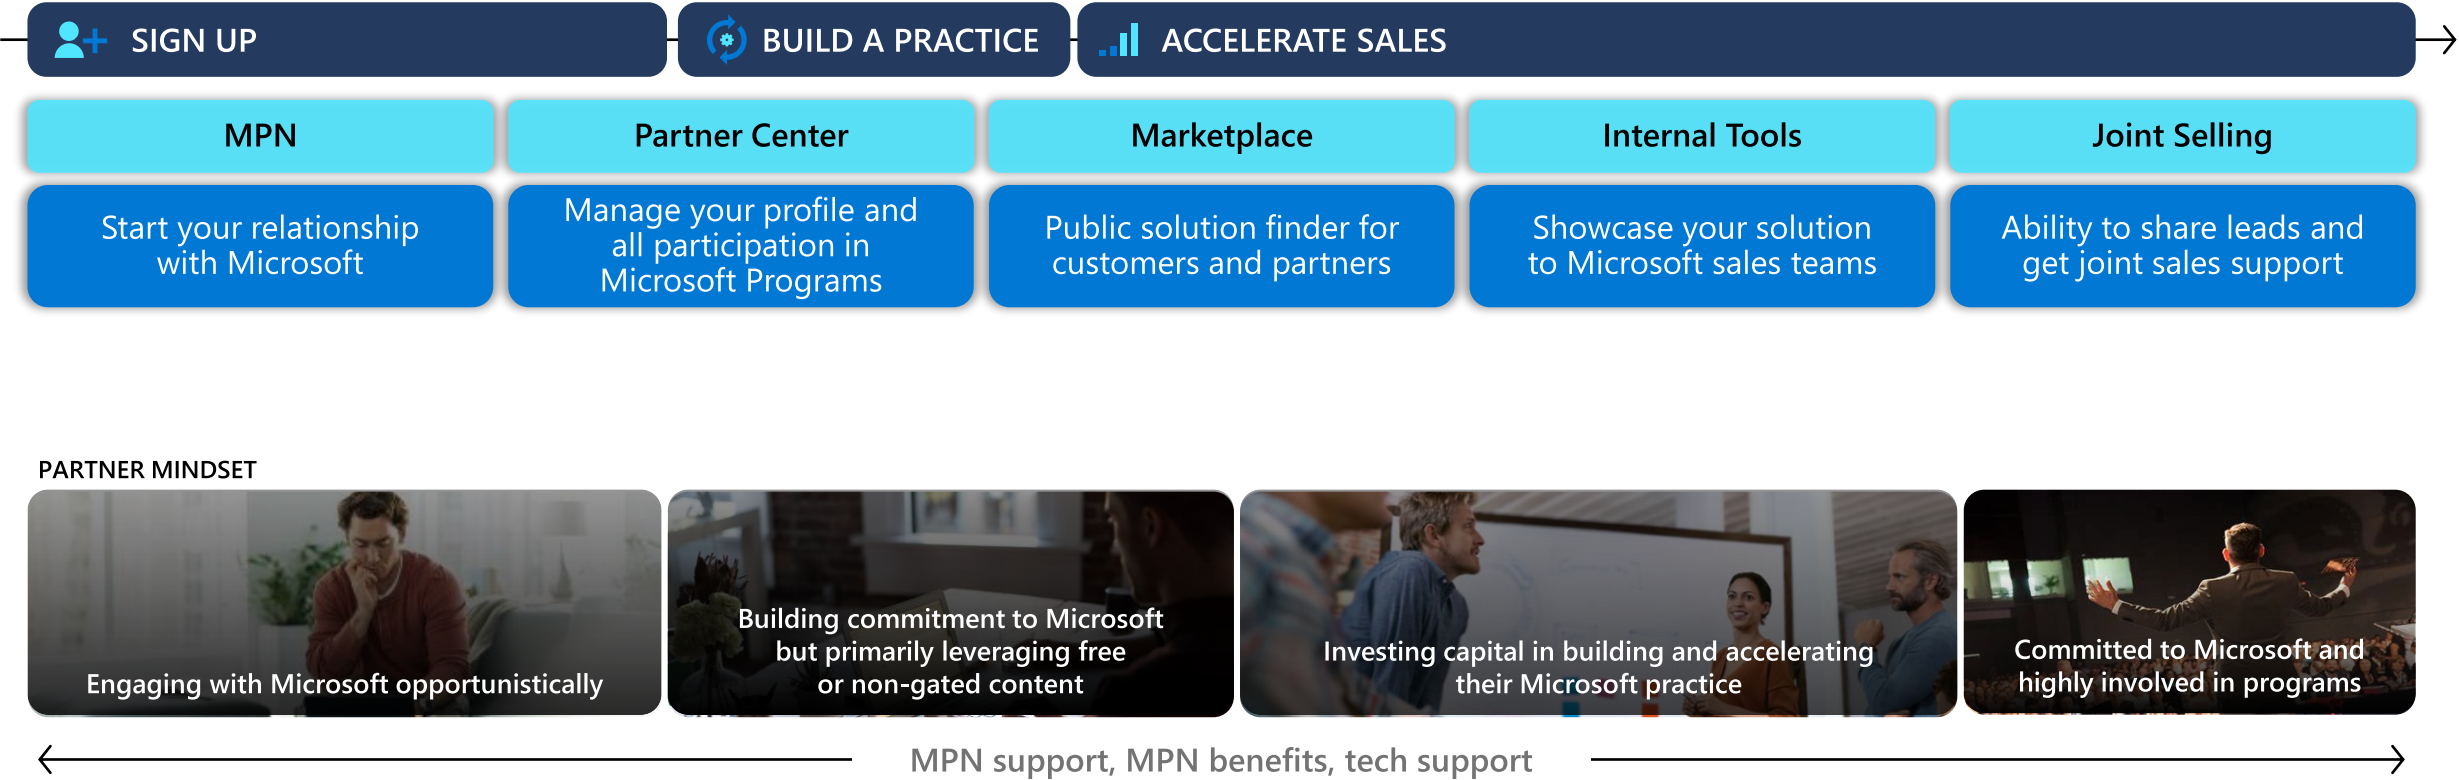 SIGN UP
BUILD A PRACTICE
ACCELERATE SALES
MPN
Partner Center
Marketplace
Internal Tools
Joint Selling
Start your relationship
with Microsoft
Manage your profile and
all participation in
Microsoft Programs
Public solution finder for
customers and partners
Showcase your solution
to Microsoft sales teams
Ability to share leads and
get joint sales support
PARTNER MINDSET
Engaging with Microsoft opportunistically
Building commitment to Microsoft
but primarily leveraging free
or non-gated content
Investing capital in building and accelerating
their Microsoft practice
Committed to Microsoft and
highly involved in programs
MPN support, MPN benefits, tech support